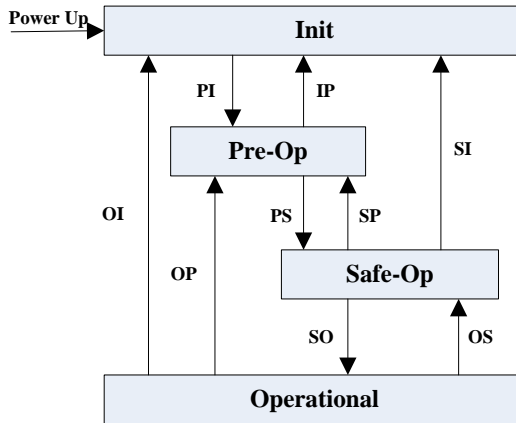 Power Up
Init
PI
IP
Pre-Op
SI
OI
PS
SP
OP
Safe-Op
SO
OS
Operational